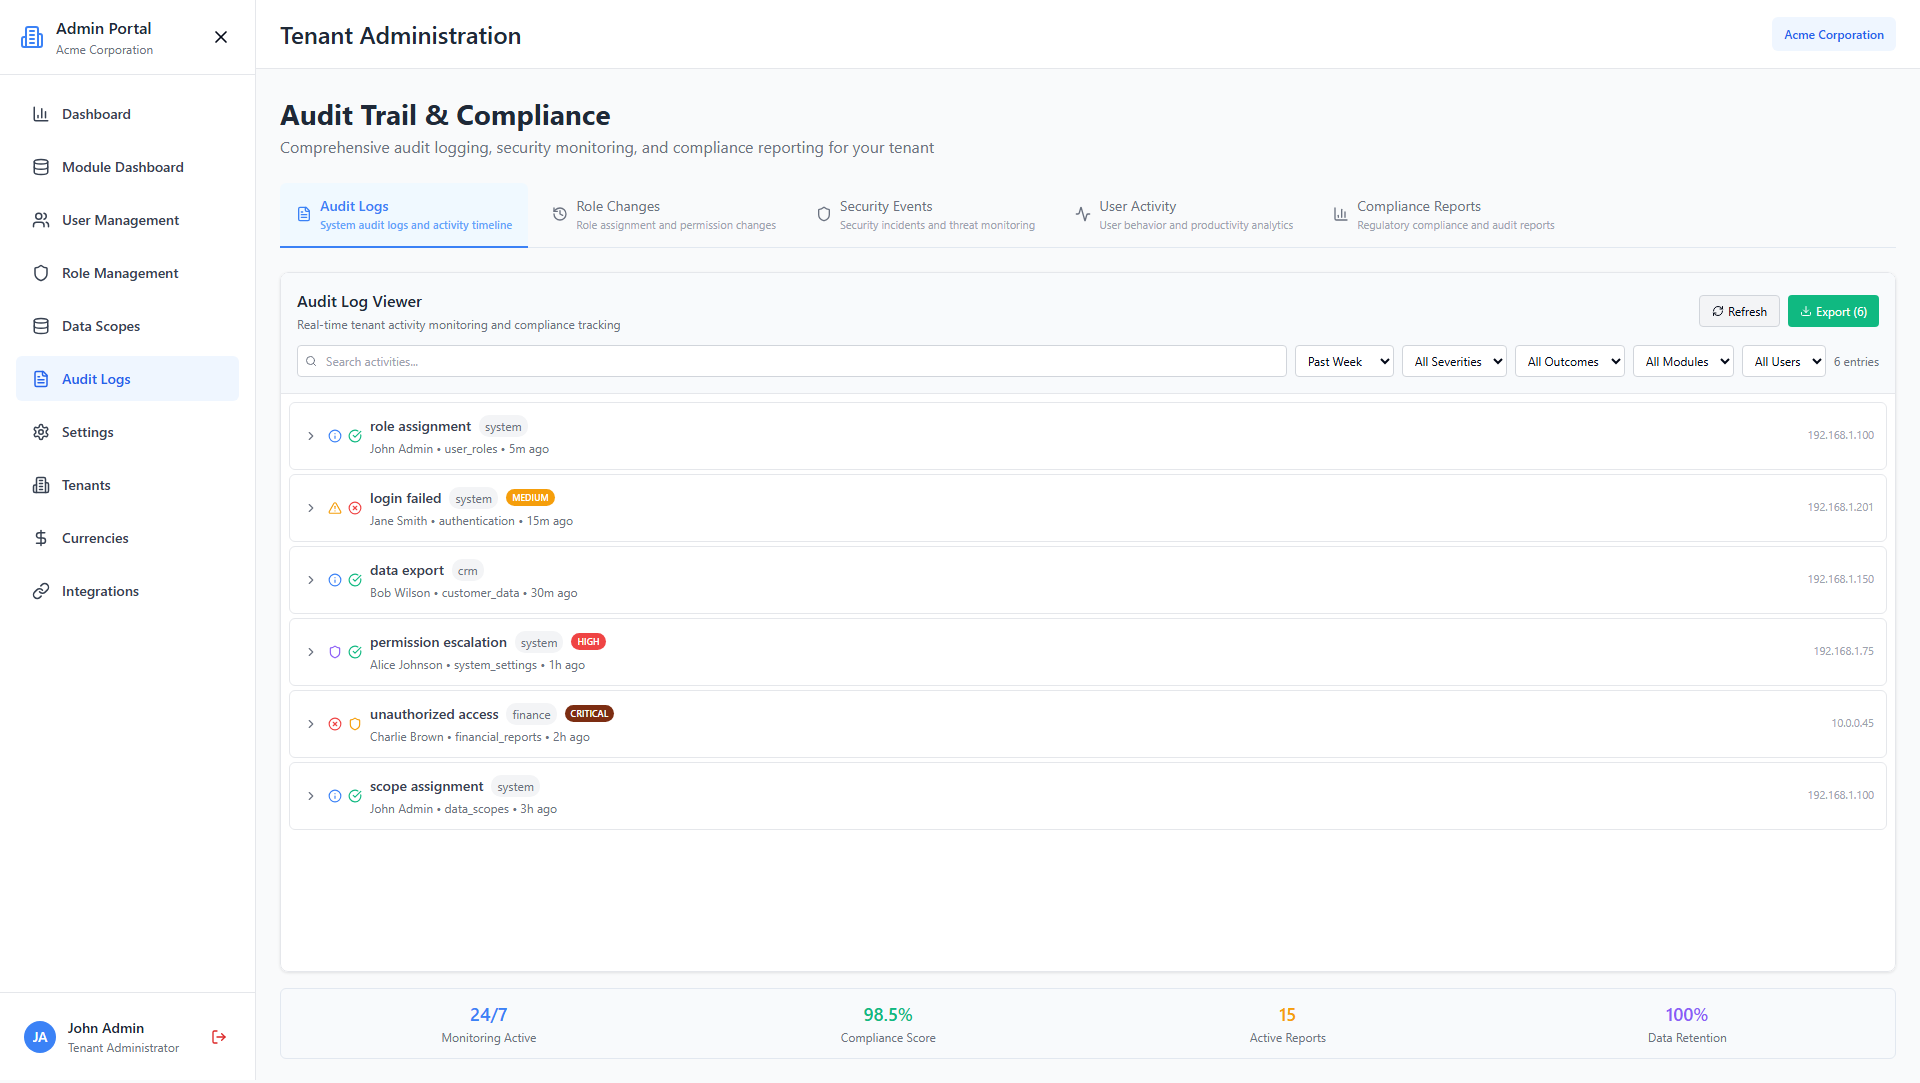 Admin Portal
Acme Corporation
Dashboard
Module Dashboard
User Management
Role Management
Data Scopes
Audit Logs
Settings
Tenants
Currencies
Integrations
JA
John Admin
Tenant Administrator
Tenant Administration
Acme Corporation
Audit Trail & Compliance
Comprehensive audit logging, security monitoring, and compliance reporting for your tenant
Audit Logs
System audit logs and activity timeline
Role Changes
Role assignment and permission changes
Security Events
Security incidents and threat monitoring
User Activity
User behavior and productivity analytics
Compliance Reports
Regulatory compliance and audit reports
Audit Log Viewer
Real-time tenant activity monitoring and compliance tracking
Refresh
Export (6)
Search activities...
Past Week
All Severities
All Outcomes
All Modules
All Users
6 entries
role assignment system
John Admin • user_roles • 5m ago
192.168.1.100
login failed system MEDIUM
Jane Smith • authentication • 15m ago
192.168.1.201
data export crm
Bob Wilson • customer_data • 30m ago
192.168.1.150
permission escalation system HIGH
Alice Johnson • system_settings • 1h ago
192.168.1.75
unauthorized access finance CRITICAL
Charlie Brown • financial_reports • 2h ago
10.0.0.45
scope assignment system
John Admin • data_scopes • 3h ago
192.168.1.100
24/7
Monitoring Active
98.5%
Compliance Score
15
Active Reports
100%
Data Retention